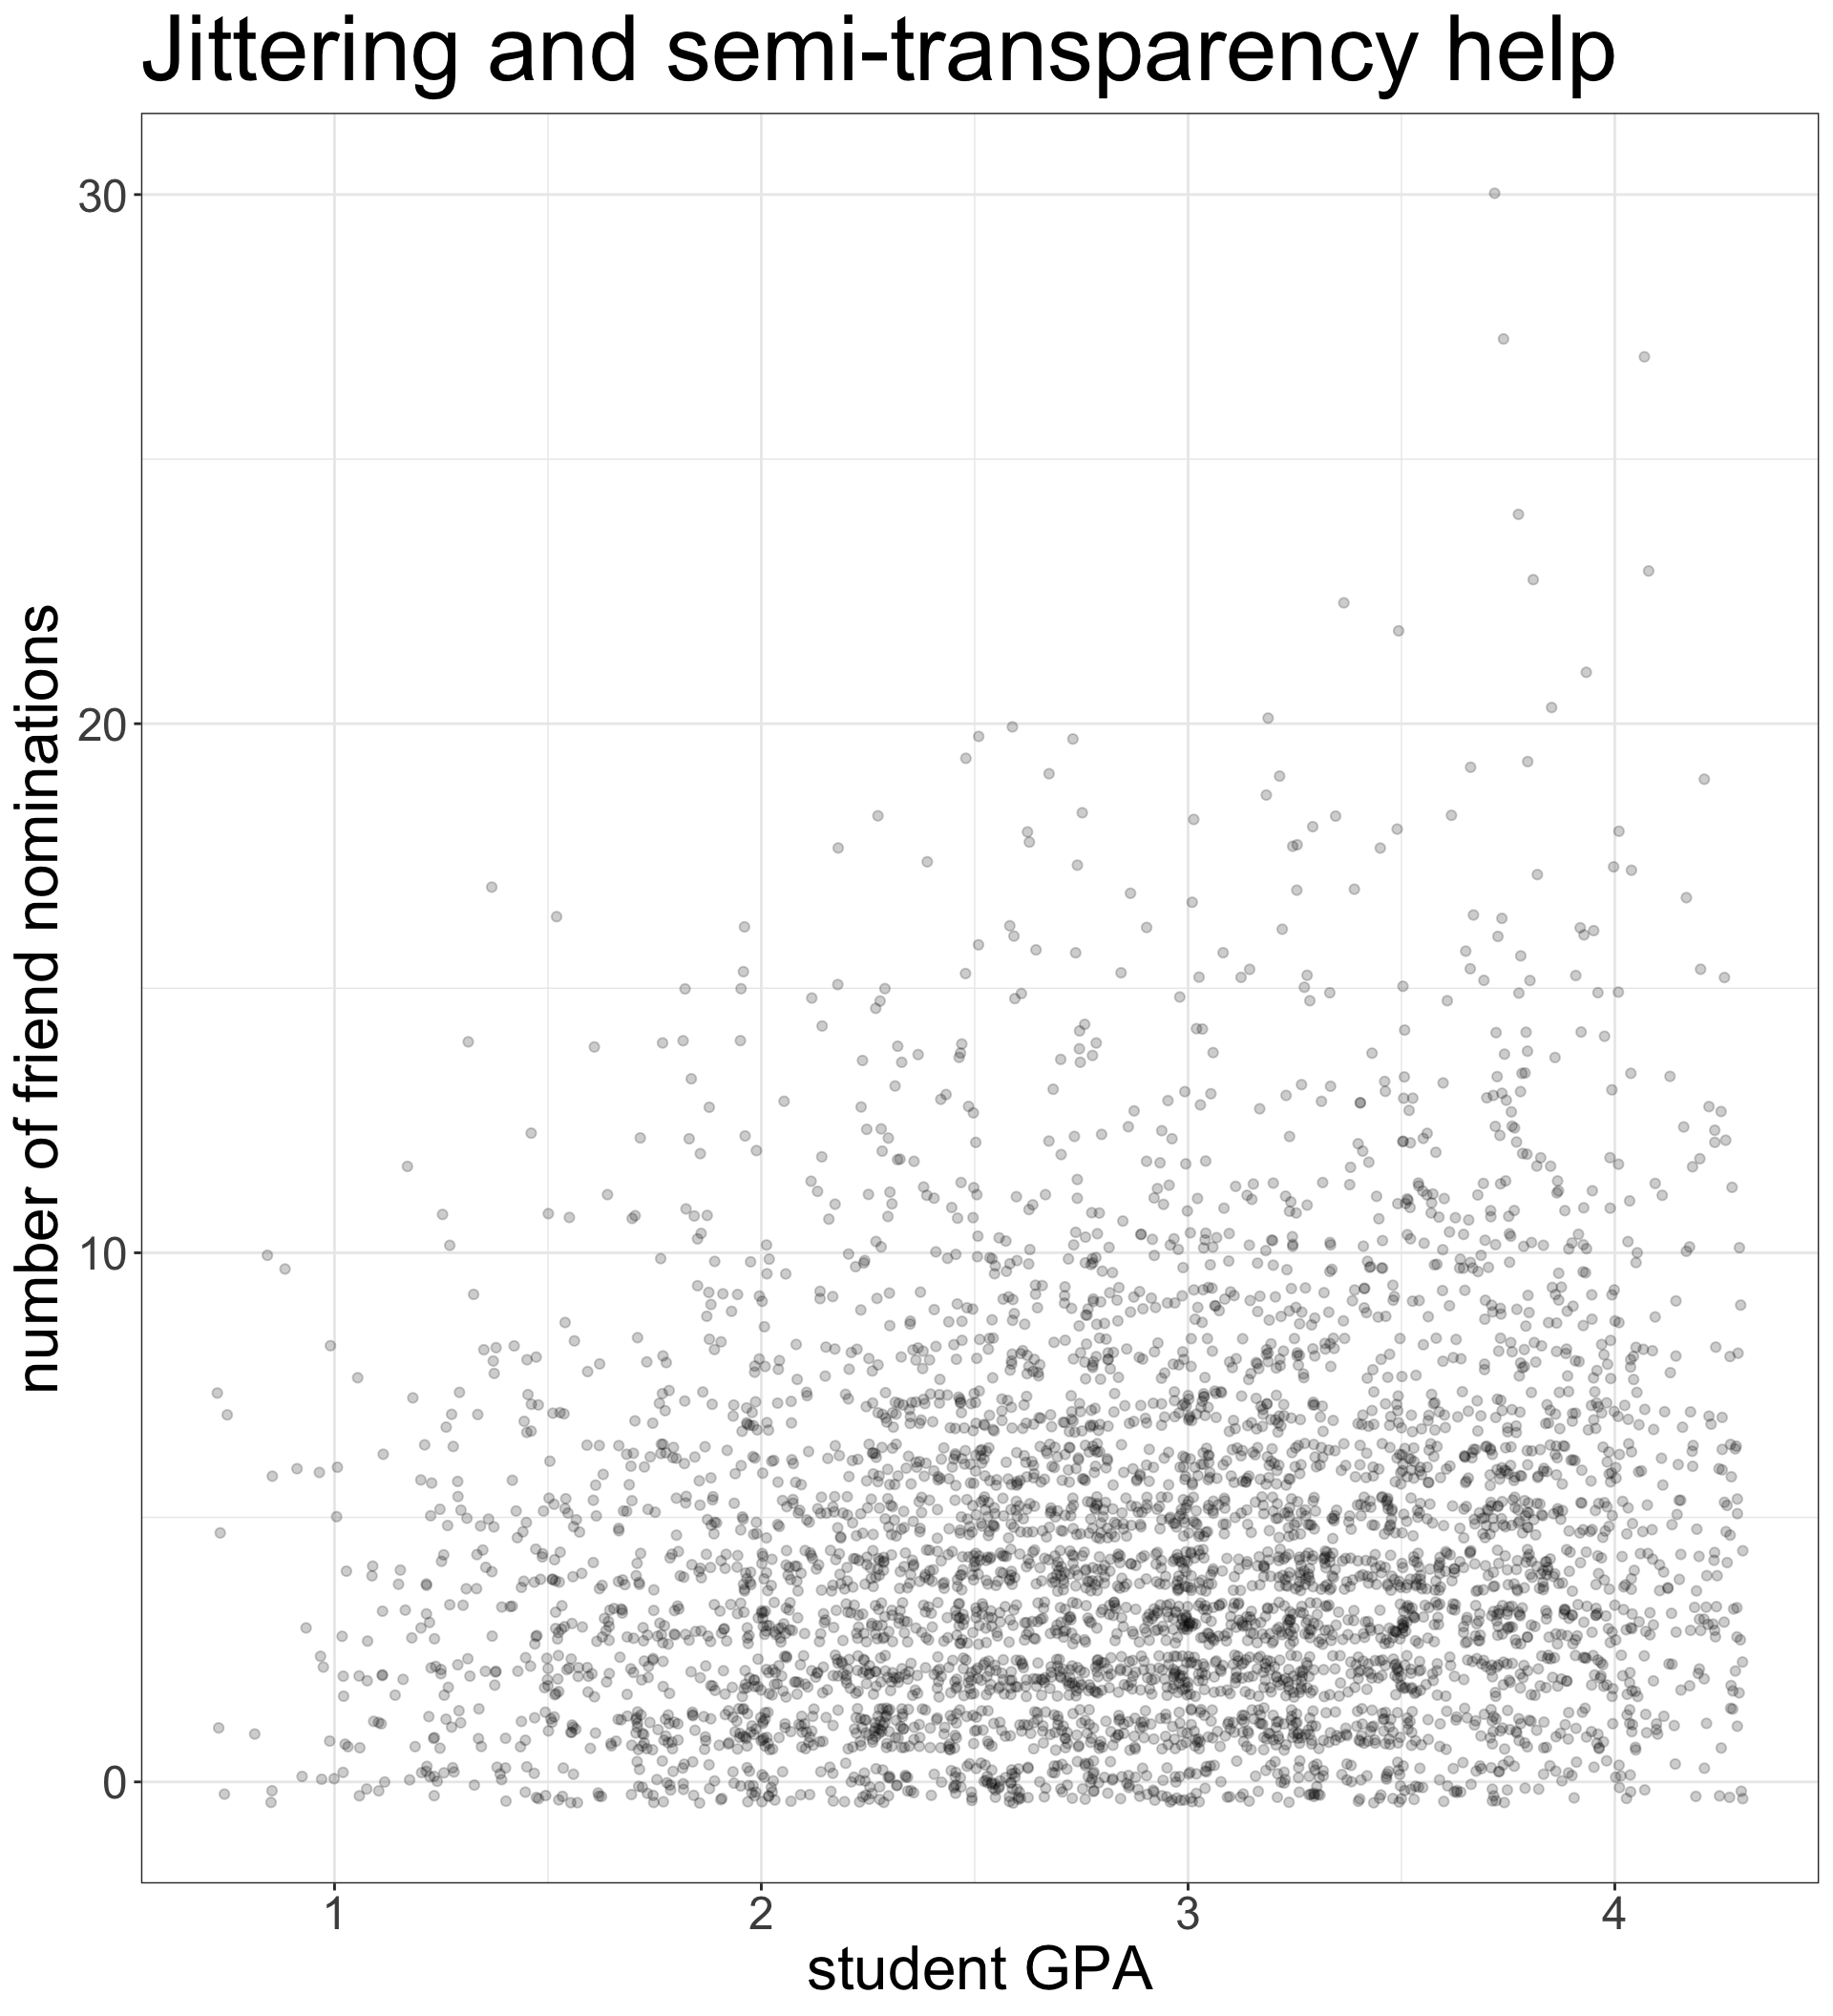 Jittering and semi-transparency help
number of friend nominations
30
20
10
0
1 2 3 4
student GPA